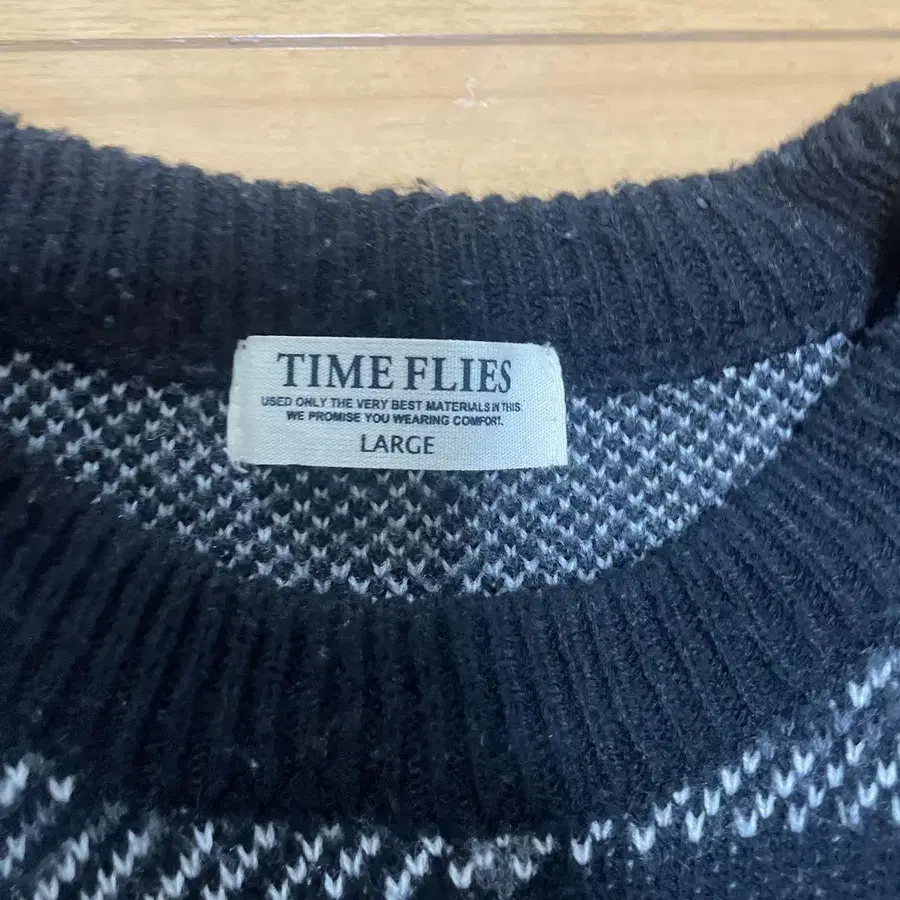 TIME FLIES
USED ONLY THE VERY BEST MATERIALS IN THIS.
WE PROMISE YOU WEARING COMFORT.
LARGE